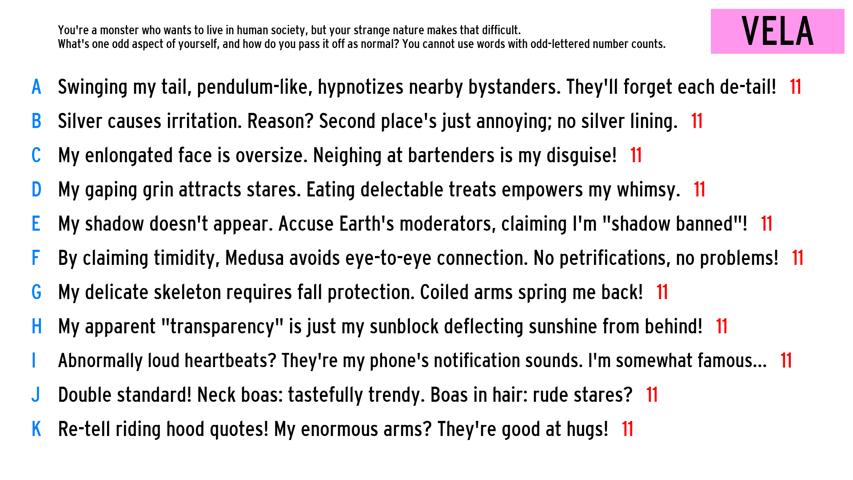 You're a monster who wants to live in human society, but your strange nature makes that difficult.
What's one odd aspect of yourself, and how do you pass it off as normal? You cannot use words with odd-lettered number counts.
VELA
A Swinging my tail, pendulum-like, hypnotizes nearby bystanders. They'll forget each de-tail! 11
B Silver causes irritation. Reason? Second place's just annoying; no silver lining. 11
C My enlongated face is oversize. Neighing at bartenders is my disguise! 11
D My gaping grin attracts stares. Eating delectable treats empowers my whimsy. 11
E My shadow doesn't appear. Accuse Earth's moderators, claiming I'm "shadow banned"! 11
F By claiming timidity, Medusa avoids eye-to-eye connection. No petrifications, no problems! 11
G My delicate skeleton requires fall protection. Coiled arms spring me back! 11
H My apparent "transparency" is just my sunblock deflecting sunshine from behind! 11
I Abnormally loud heartbeats? They're my phone's notification sounds. I'm somewhat famous... 11
J Double standard! Neck boas: tastefully trendy. Boas in hair: rude stares? 11
K Re-tell riding hood quotes! My enormous arms? They're good at hugs! 11